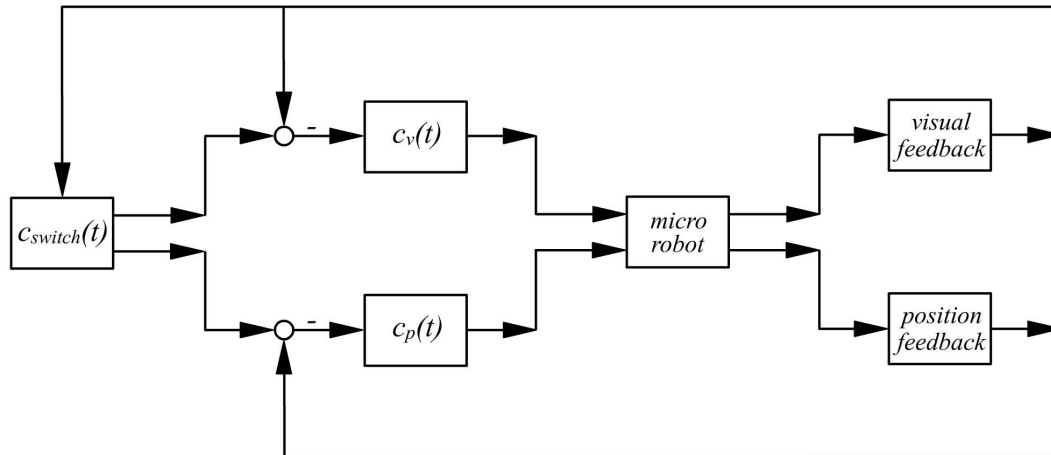 -
c_v(t)
visual
feedback
c_switch(t)
micro
robot
-
c_p(t)
position
feedback